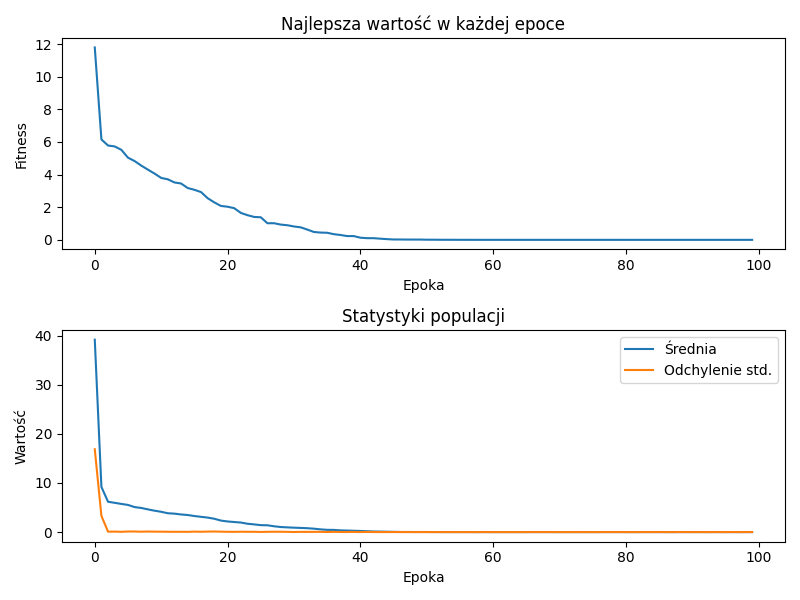 Najlepsza wartość w każdej epoce
12
10
8
6
4
2
0
Fitness
0 20 40 60 80 100
Epoka
Statystyki populacji
40
30
20
10
0
Wartość
Średnia
Odchylenie std.
0 20 40 60 80 100
Epoka